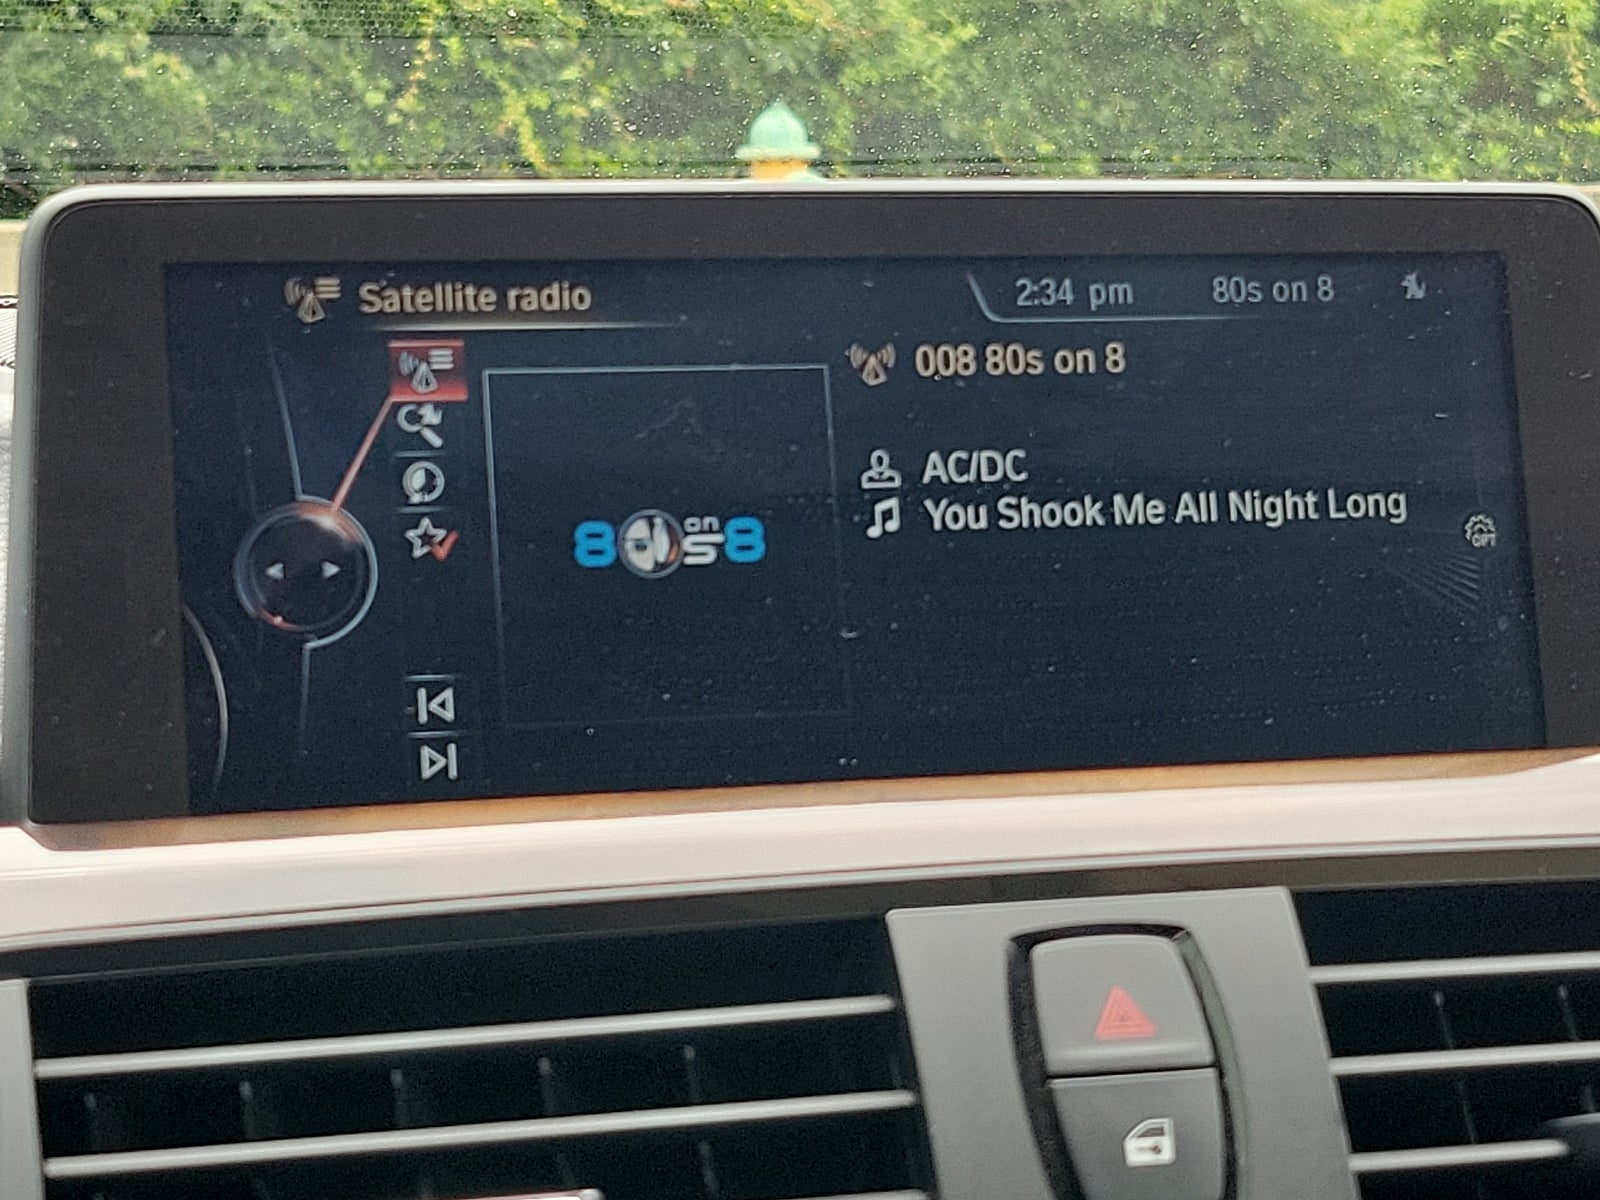 Satellite radio
2:34 pm
80s on 8
008 80s on 8
80s on 8
AC/DC
You Shook Me All Night Long
OPT